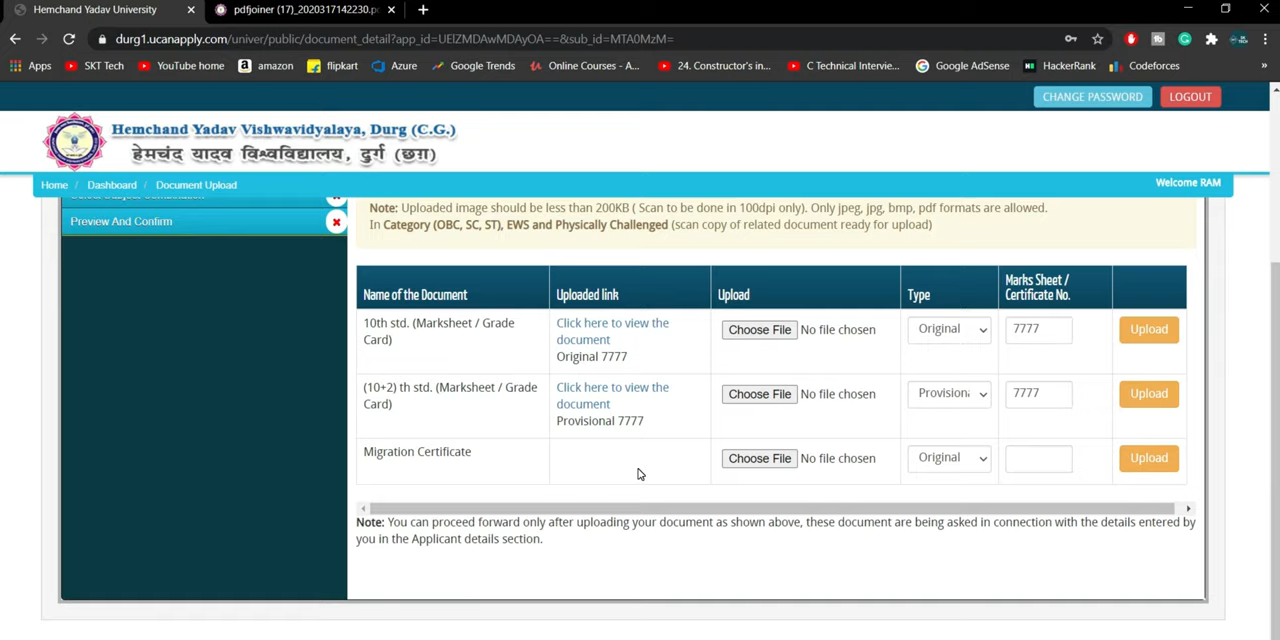 Hemchand Yadav University
pdfjoiner (17)_2020317142230.p
durg1.ucanapply.com/univer/public/document_detail?app_id=UElZMDAwMDAyOA==&sub_id=MTA0MzM=
Apps SKT Tech YouTube home amazon flipkart Azure Google Trends Online Courses - A... 24. Constructor's in... C Technical Intervie... Google AdSense HackerRank Codeforces »
CHANGE PASSWORD LOGOUT
Hemchand Yadav Vishwavidyalaya, Durg (C.G.)
हेमचंद यादव विश्वविद्यालय, दुर्ग (छग़)
Home / Dashboard / Document Upload Welcome RAM
Preview And Confirm
Note: Uploaded image should be less than 200KB ( Scan to be done in 100dpi only). Only jpeg, jpg, bmp, pdf formats are allowed.
In Category (OBC, SC, ST), EWS and Physically Challenged (scan copy of related document ready for upload)
Name of the Document Uploaded link Upload Type Marks Sheet /
Certificate No.
10th std. (Marksheet / Grade
Card)
Click here to view the
document
Original 7777
Choose File No file chosen Original 7777 Upload
(10+2) th std. (Marksheet / Grade
Card)
Click here to view the
document
Provisional 7777
Choose File No file chosen Provisiona 7777 Upload
Migration Certificate Choose File No file chosen Original Upload
Note: You can proceed forward only after uploading your document as shown above, these document are being asked in connection with the details entered by
you in the Applicant details section.